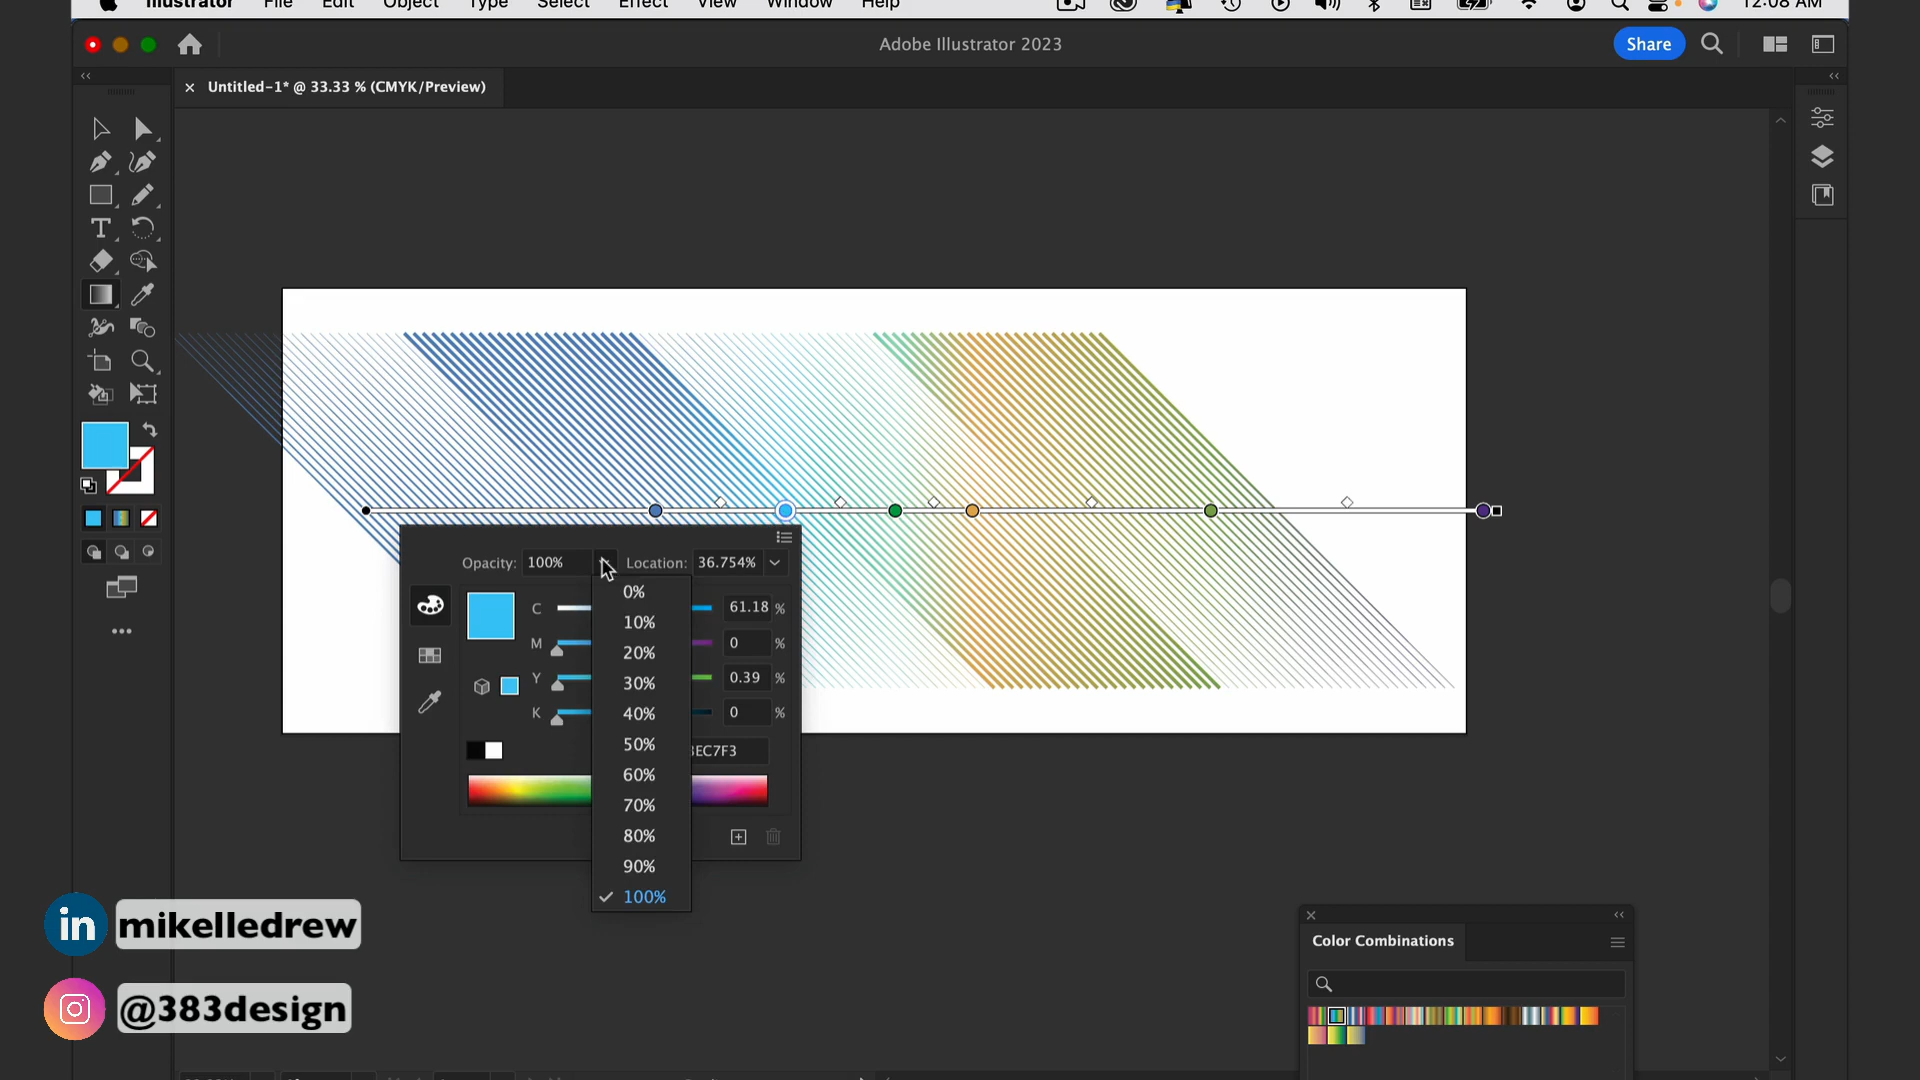 Illustrator File Edit Object Type Select Effect View Window Help 12:08 AM
Adobe Illustrator 2023
Share
Untitled-1* @ 33.33 % (CMYK/Preview)
Opacity: 100% Location: 36.754%
0%
10%
20%
30%
40%
50%
60%
70%
80%
90%
100%
C 61.18 %
M 0 %
Y 0.39 %
K 0 %
3EC7F3
in mikelledrew
@383design
Color Combinations